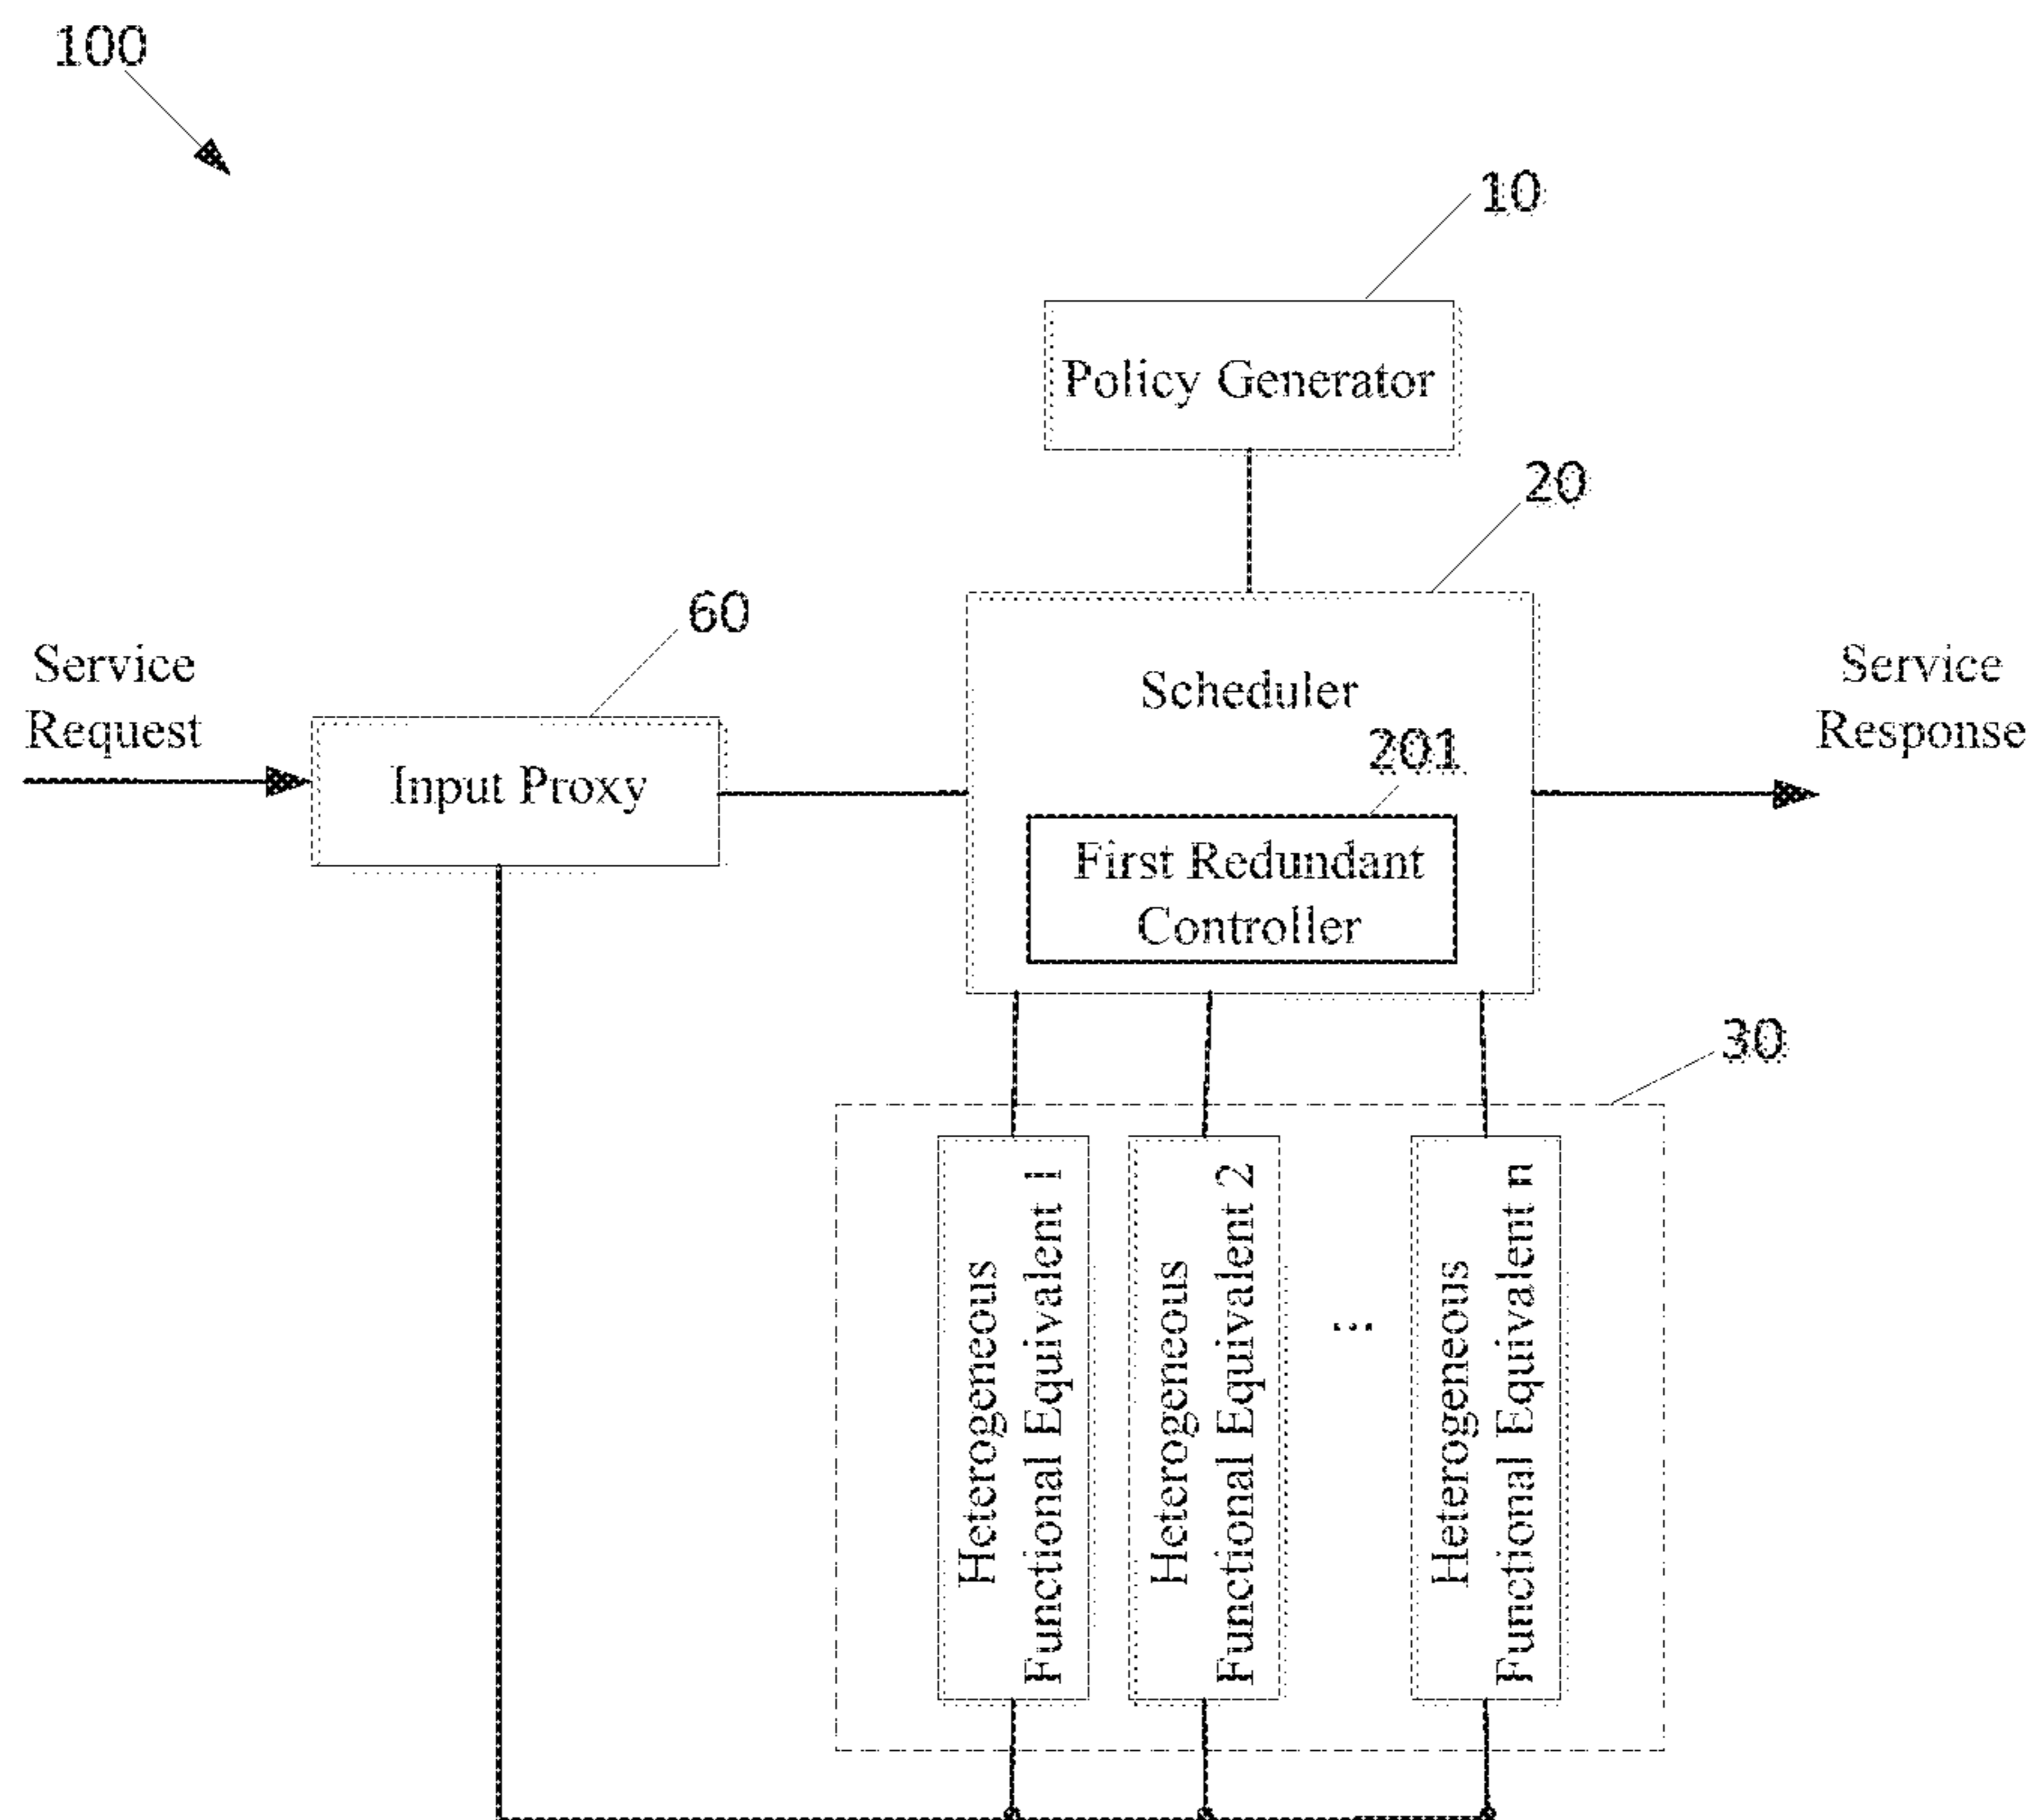 100
10
Policy Generator
20
60
Service
Request
Input Proxy
Scheduler
201
First Redundant
Controller
Service
Response
30
Heterogeneous
Functional Equivalent 1
Heterogeneous
Functional Equivalent 2
...
Heterogeneous
Functional Equivalent n